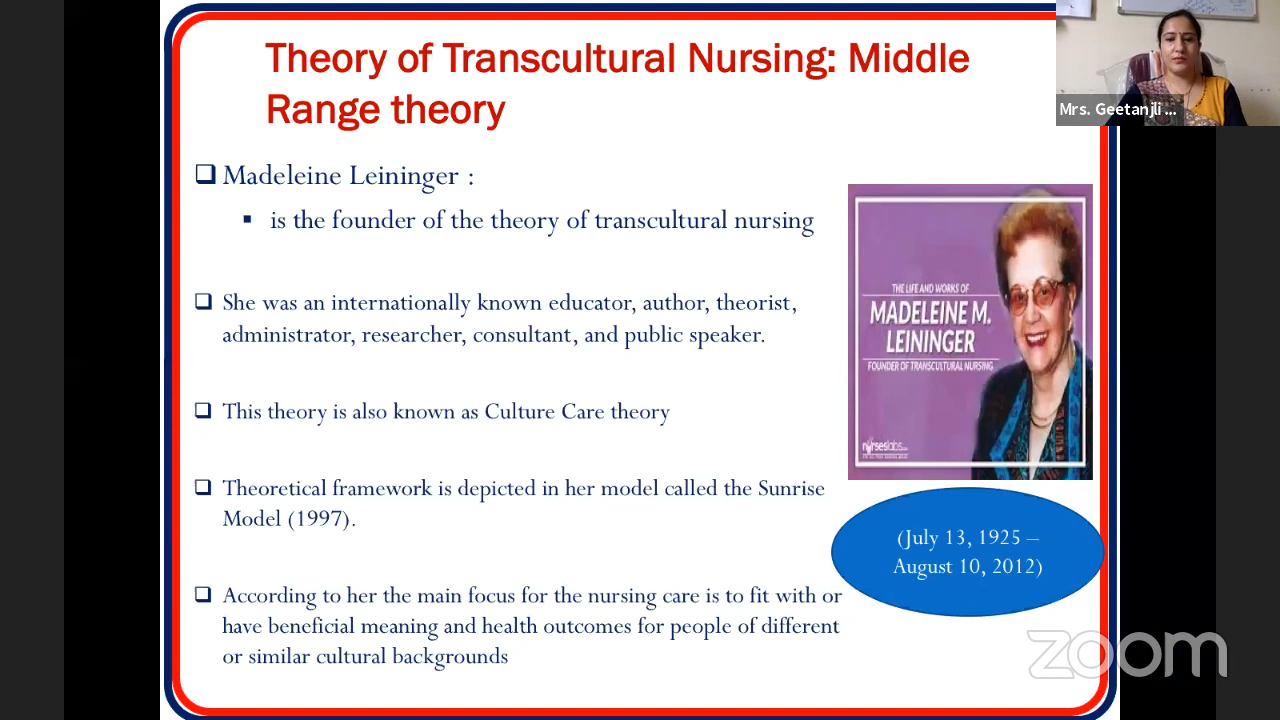 Theory of Transcultural Nursing: Middle
Range theory
Mrs. Geetanjli ...
❑ Madeleine Leininger :
▪ is the founder of the theory of transcultural nursing
❑ She was an internationally known educator, author, theorist,
administrator, researcher, consultant, and public speaker.
❑ This theory is also known as Culture Care theory
❑ Theoretical framework is depicted in her model called the Sunrise
Model (1997).
❑ According to her the main focus for the nursing care is to fit with or
have beneficial meaning and health outcomes for people of different
or similar cultural backgrounds
THE LIFE AND WORKS OF
MADELEINE M.
LEININGER
FOUNDER OF TRANSCULTURAL NURSING
nurseslabs
(July 13, 1925 –
August 10, 2012)
zoom